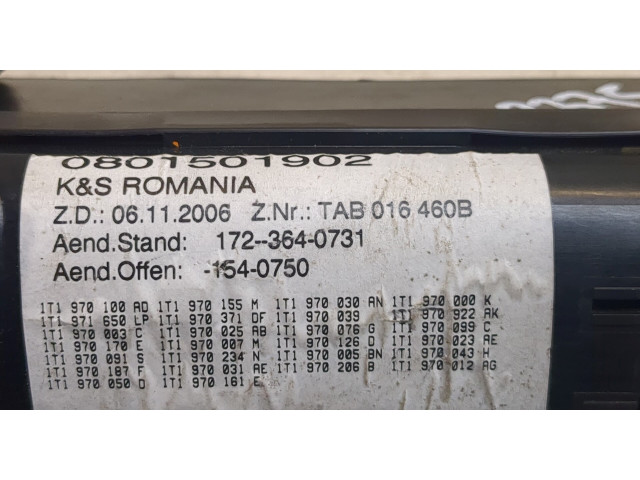 0801501902
K&S ROMANIA
Z.D.: 06.11.2006 Z.Nr.: TAB 016 460B
Aend.Stand: 172--364-0731
Aend.Offen: -154-0750
1T1 970 100 AD 1T1 970 155 M 1T1 970 030 AN 1T1 970 000 K
1T1 971 650 LP 1T1 970 371 DF 1T1 970 039 1T1 970 922 AK
1T1 970 003 C 1T1 970 025 AB 1T1 970 076 G 1T1 970 099 C
1T1 970 170 E 1T1 970 007 M 1T1 970 126 D 1T1 970 023 AE
1T1 970 091 S 1T1 970 234 N 1T1 970 005 BN 1T1 970 043 H
1T1 970 187 F 1T1 970 031 AE 1T1 970 206 B 1T1 970 012 AG
1T1 970 050 D 1T1 970 161 E